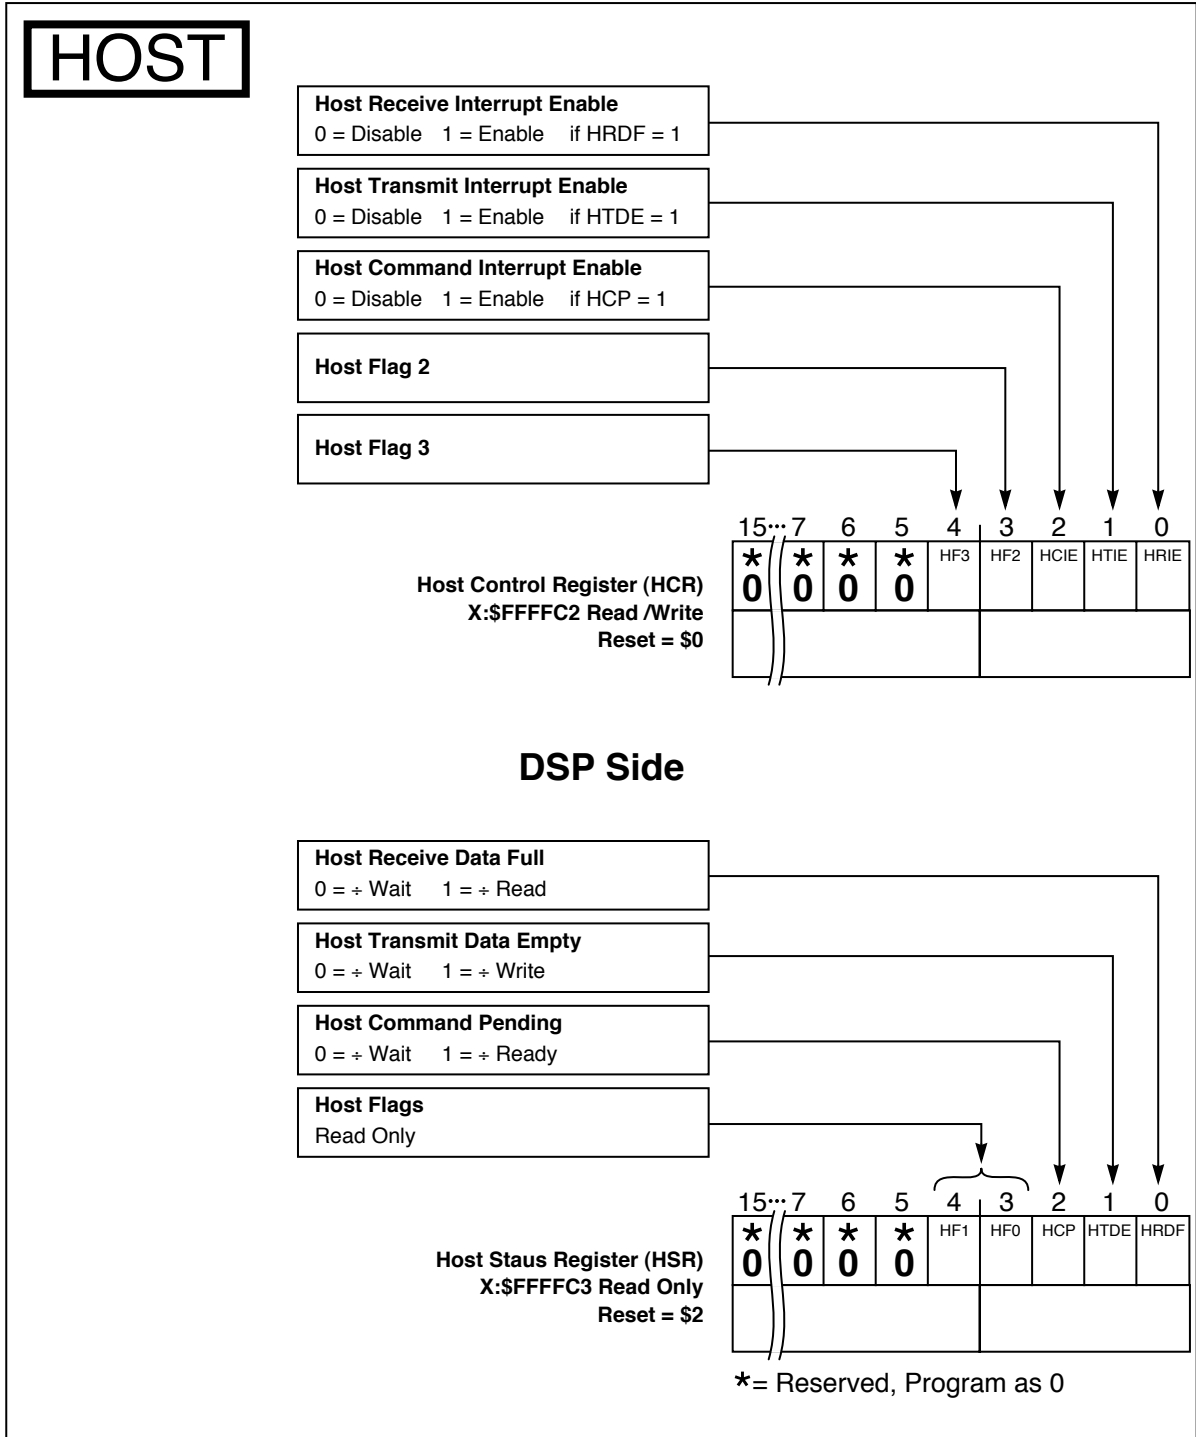 HOST
Host Receive Interrupt Enable
0 = Disable 1 = Enable if HRDF = 1
Host Transmit Interrupt Enable
0 = Disable 1 = Enable if HTDE = 1
Host Command Interrupt Enable
0 = Disable 1 = Enable if HCP = 1
Host Flag 2
Host Flag 3
15··· 7 6 5 4 3 2 1 0
* * * * HF3 HF2 HCIE HTIE HRIE
0 0 0 0
Host Control Register (HCR)
X:$FFFFC2 Read /Write
Reset = $0
DSP Side
Host Receive Data Full
0 = ÷ Wait 1 = ÷ Read
Host Transmit Data Empty
0 = ÷ Wait 1 = ÷ Write
Host Command Pending
0 = ÷ Wait 1 = ÷ Ready
Host Flags
Read Only
15··· 7 6 5 4 3 2 1 0
* * * * HF1 HF0 HCP HTDE HRDF
0 0 0 0
Host Staus Register (HSR)
X:$FFFFC3 Read Only
Reset = $2
*= Reserved, Program as 0